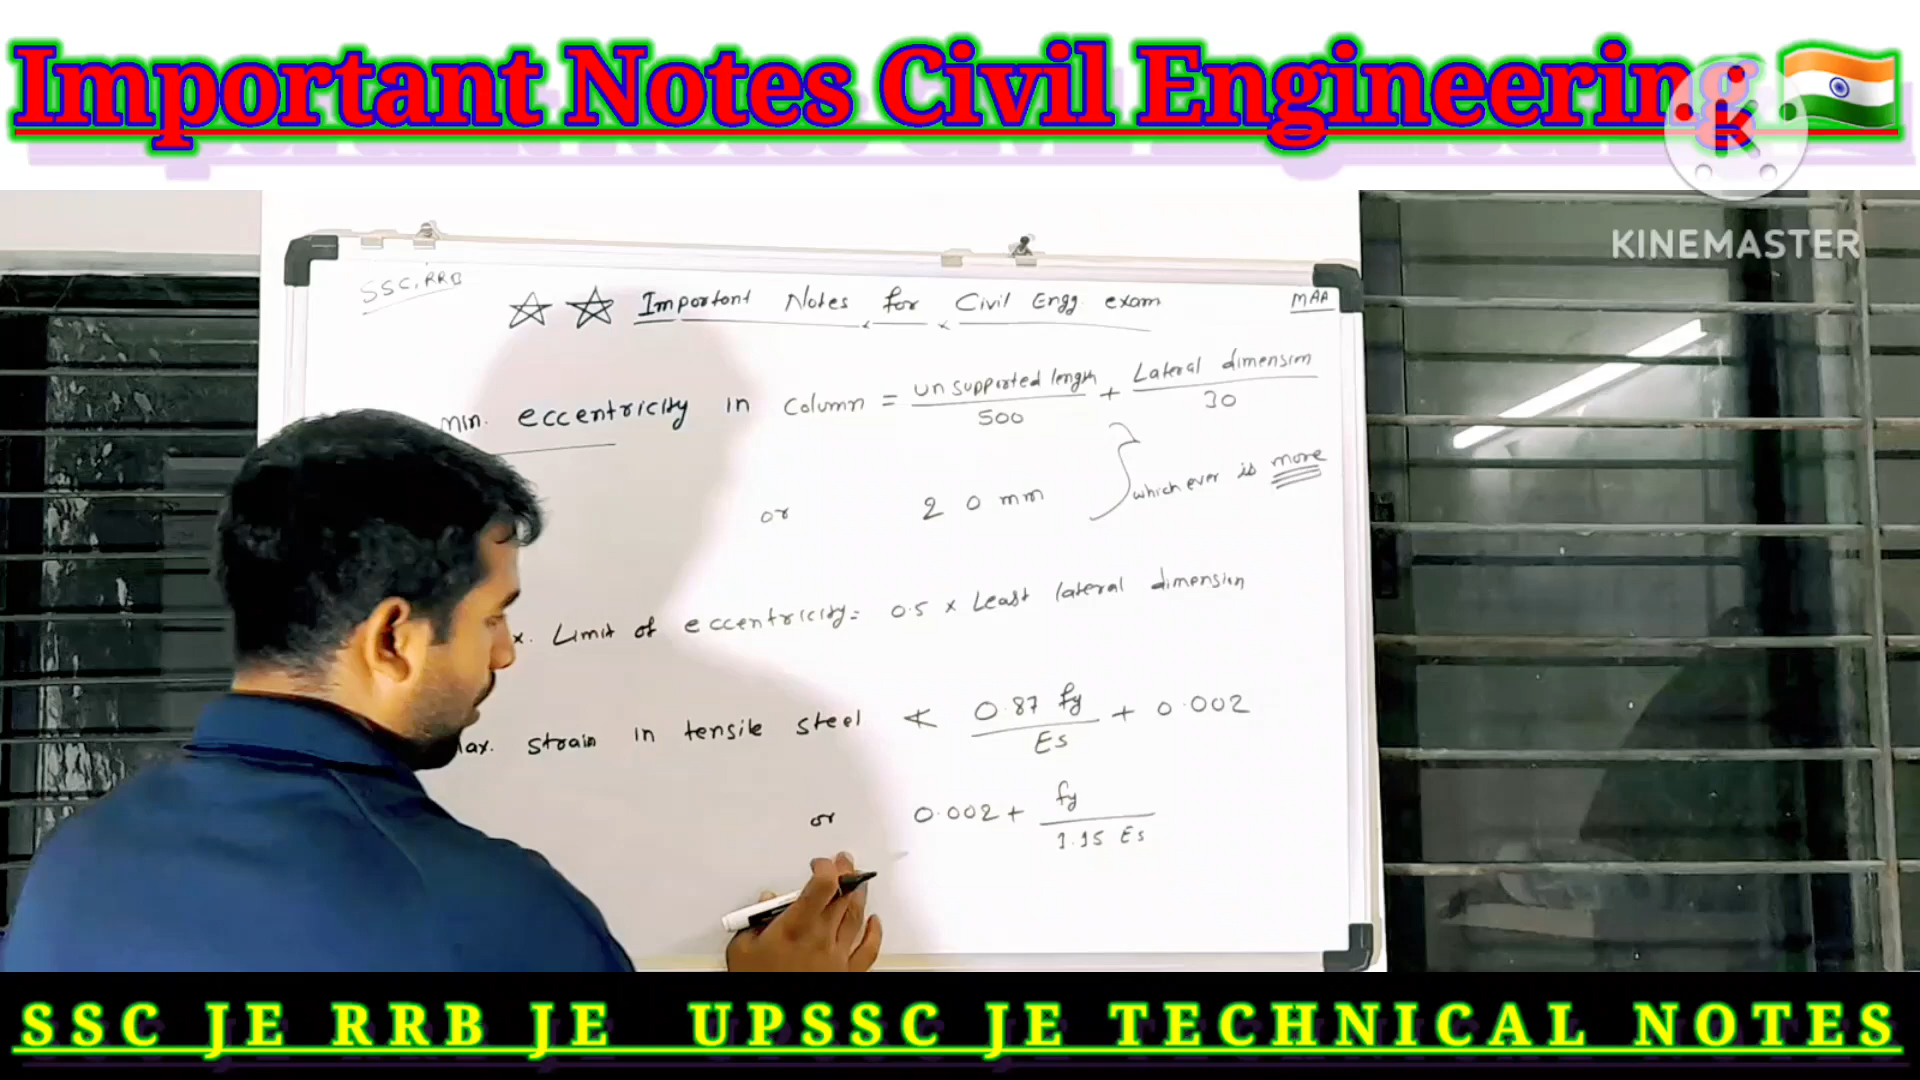 Important Notes Civil Engineering
K
KINEMASTER
SSC, RRB
Important Notes for Civil Engg. exam
MAA
min. eccentricity in column = unsupported length / 500 + Lateral dimension / 30
or 20 mm } whichever is more
x. Limit of eccentricity = 0.5 × Least lateral dimension
ax. strain in tensile steel ≮ 0.87 fy / Es + 0.002
or 0.002 + fy / 1.15 Es
SSC JE RRB JE UPSSC JE TECHNICAL NOTES